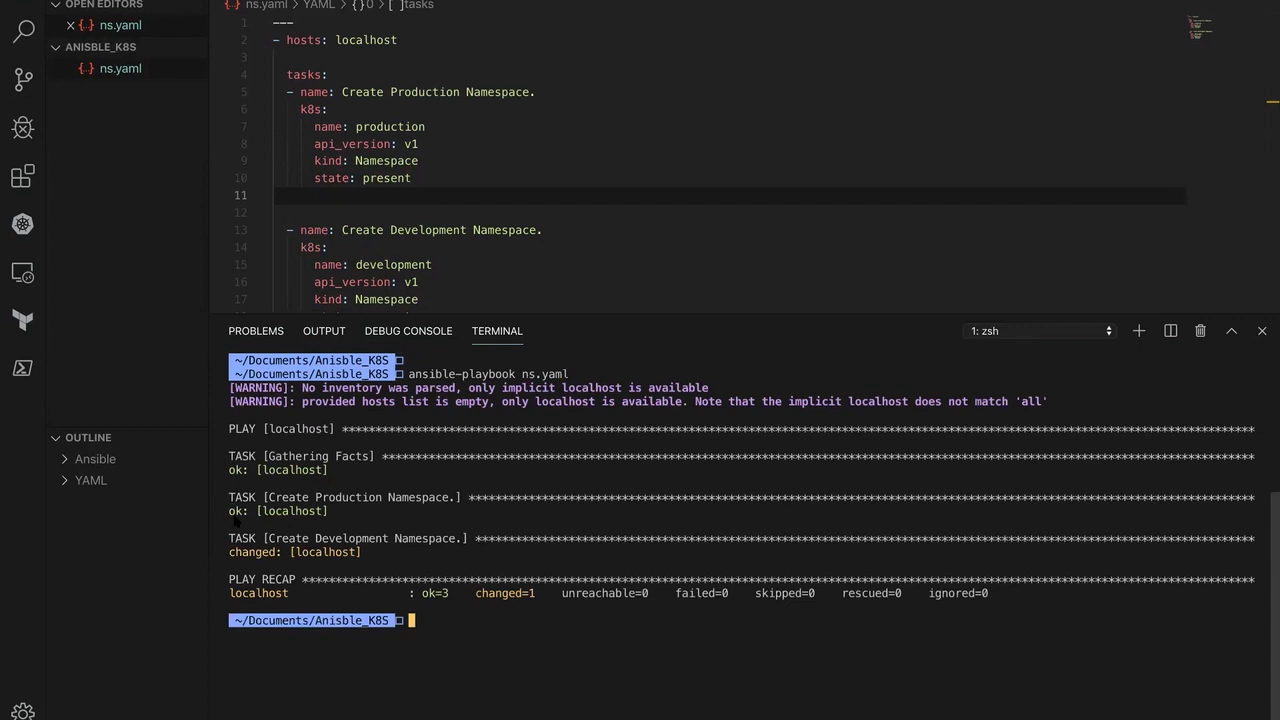 OPEN EDITORS
ns.yaml
ANISBLE_K8S
ns.yaml
OUTLINE
Ansible
YAML
ns.yaml > YAML > {} 0 > [ ] tasks
1 ---
2 - hosts: localhost
3
4 tasks:
5 - name: Create Production Namespace.
6 k8s:
7 name: production
8 api_version: v1
9 kind: Namespace
10 state: present
11
12
13 - name: Create Development Namespace.
14 k8s:
15 name: development
16 api_version: v1
17 kind: Namespace
PROBLEMS OUTPUT DEBUG CONSOLE TERMINAL 1: zsh
~/Documents/Anisble_K8S
~/Documents/Anisble_K8S ansible-playbook ns.yaml
[WARNING]: No inventory was parsed, only implicit localhost is available
[WARNING]: provided hosts list is empty, only localhost is available. Note that the implicit localhost does not match 'all'
PLAY [localhost] ************************************************************************************************************************************
TASK [Gathering Facts] ******************************************************************************************************************************
ok: [localhost]
TASK [Create Production Namespace.] *****************************************************************************************************************
ok: [localhost]
TASK [Create Development Namespace.] ****************************************************************************************************************
changed: [localhost]
PLAY RECAP ******************************************************************************************************************************************
localhost : ok=3 changed=1 unreachable=0 failed=0 skipped=0 rescued=0 ignored=0
~/Documents/Anisble_K8S